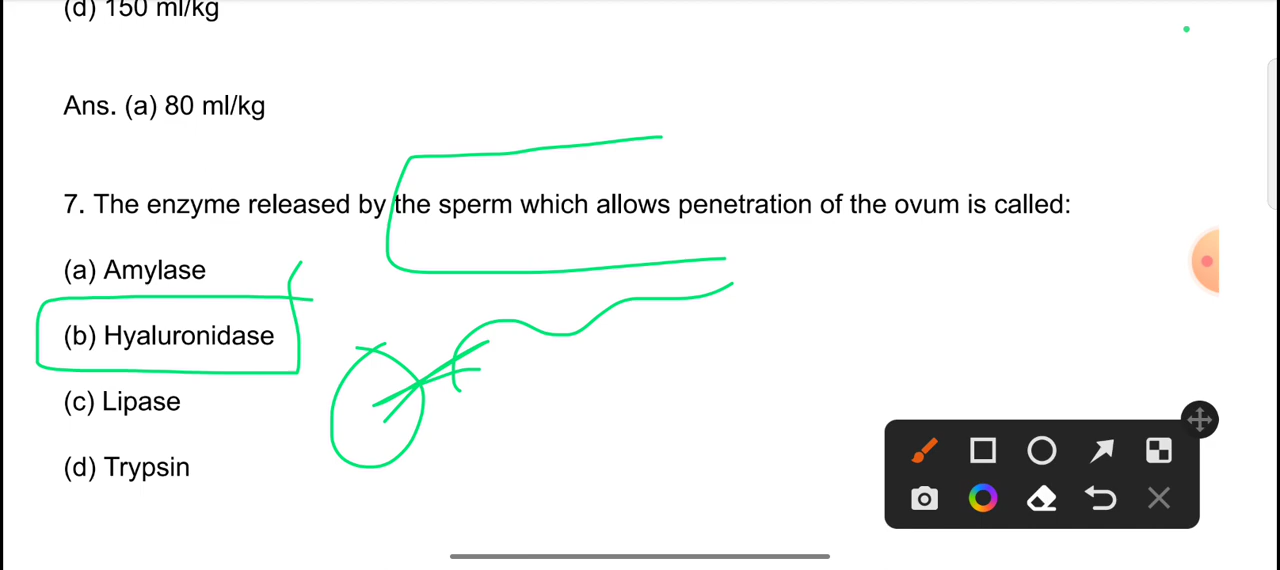 (d) 150 ml/kg
Ans. (a) 80 ml/kg
7. The enzyme released by the sperm which allows penetration of the ovum is called:
(a) Amylase
(b) Hyaluronidase
(c) Lipase
(d) Trypsin